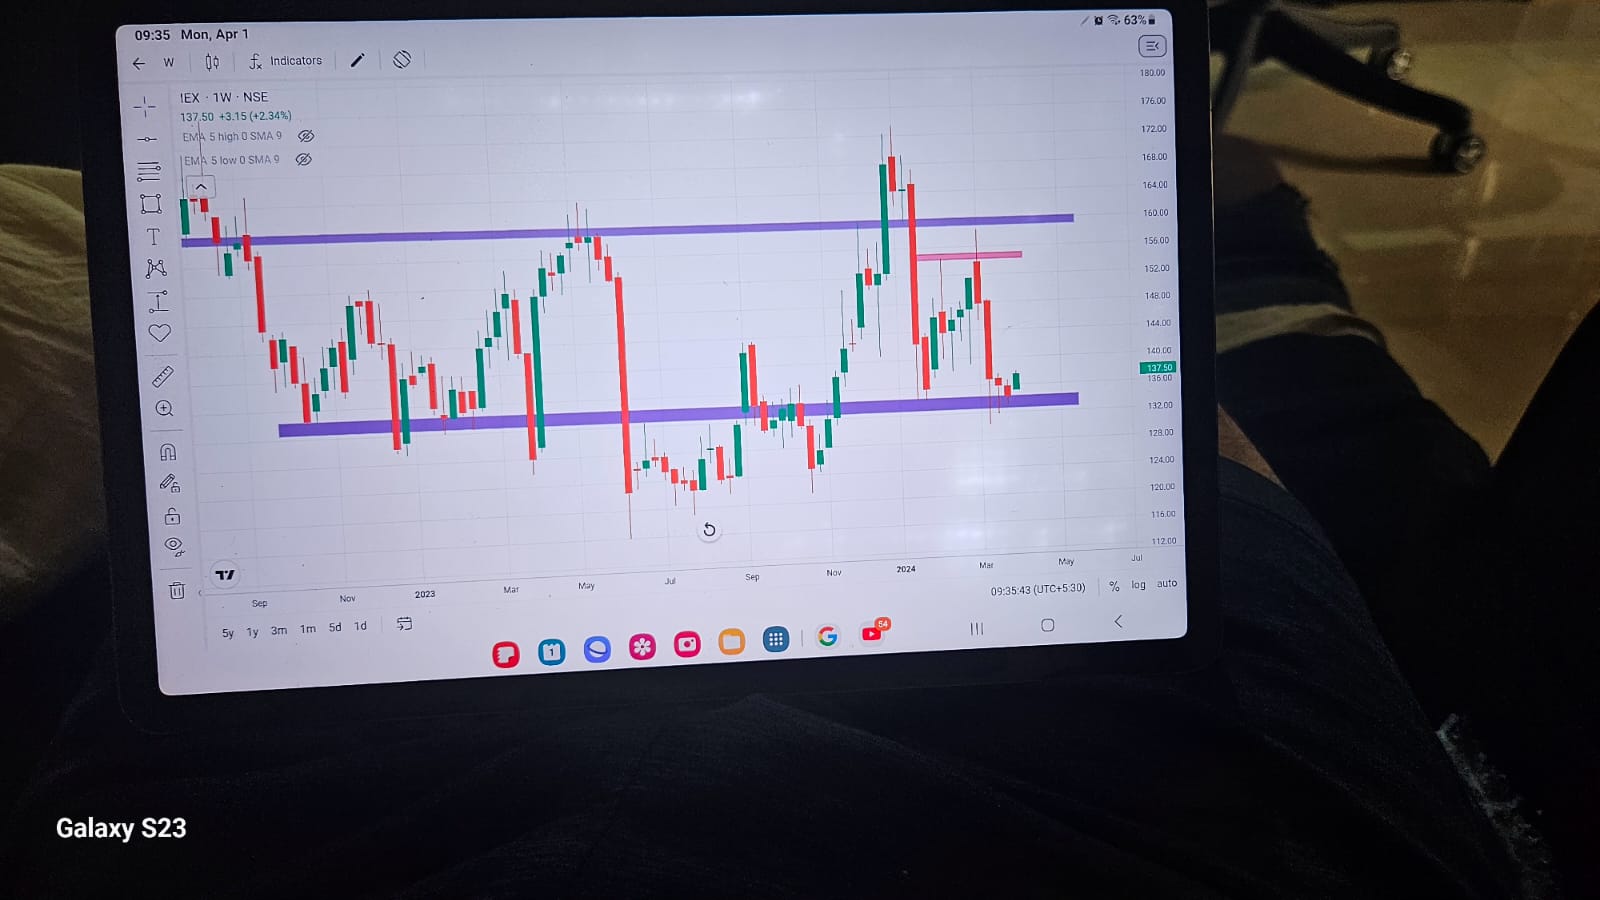 09:35 Mon, Apr 1
63%
W
Indicators
IEX · 1W · NSE
137.50 +3.15 (+2.34%)
EMA 5 high 0 SMA 9
EMA 5 low 0 SMA 9
T
180.00
176.00
172.00
168.00
164.00
160.00
156.00
152.00
148.00
144.00
140.00
137.50
136.00
132.00
128.00
124.00
120.00
116.00
112.00
Sep
Nov
2023
Mar
May
Jul
Sep
Nov
2024
Mar
May
Jul
5y 1y 3m 1m 5d 1d
09:35:43 (UTC+5:30)
% log auto
1
G
54
Galaxy S23